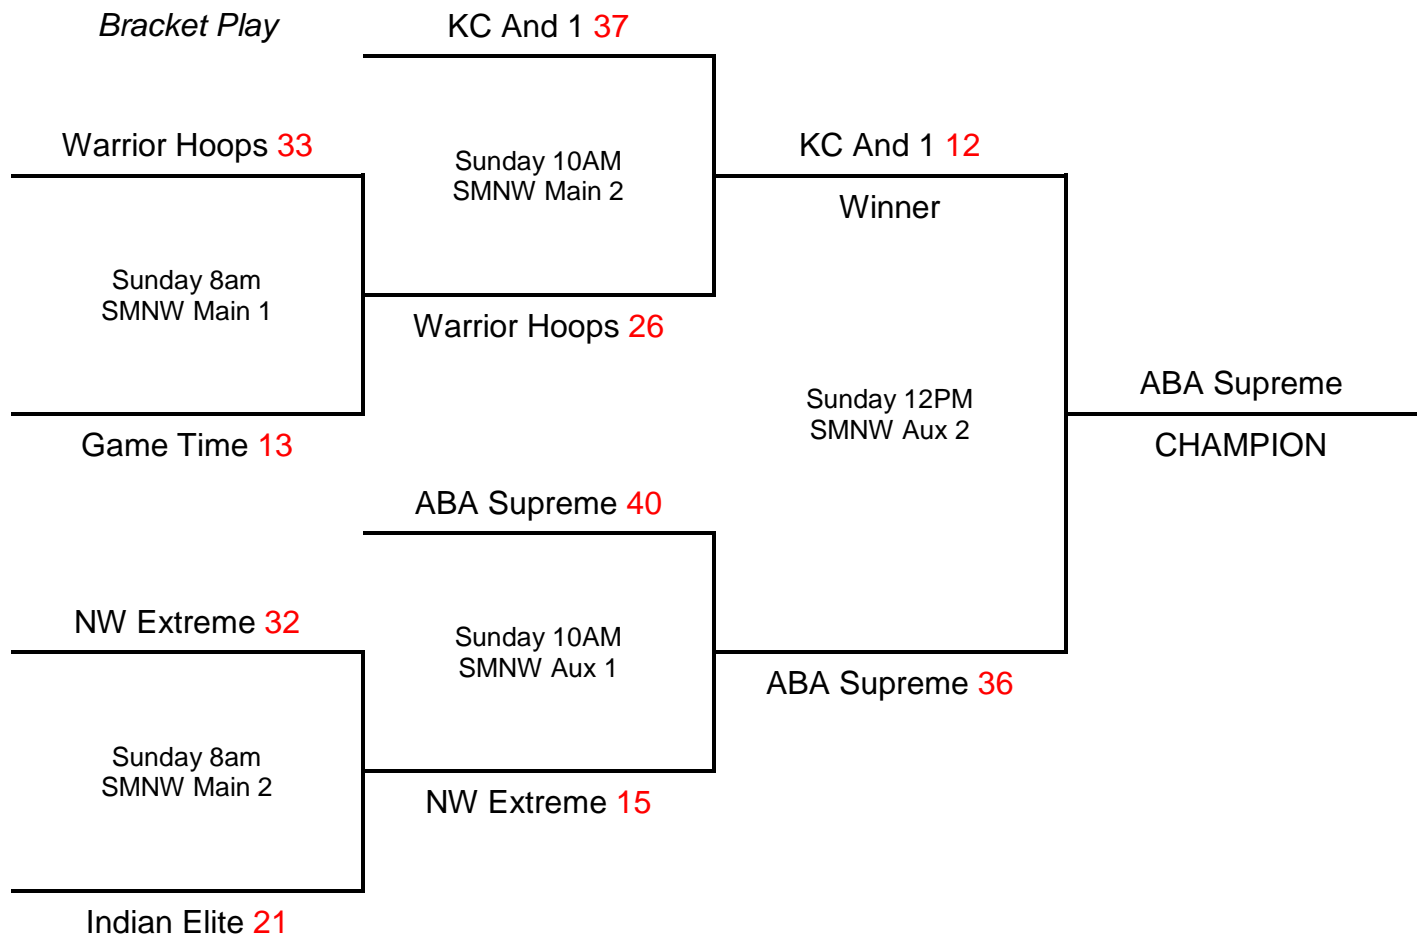 Bracket Play
KC And 1 37
Warrior Hoops 33
Sunday 10AM
SMNW Main 2
KC And 1 12
Winner
Sunday 8am
SMNW Main 1
Warrior Hoops 26
Game Time 13
Sunday 12PM
SMNW Aux 2
ABA Supreme
CHAMPION
ABA Supreme 40
NW Extreme 32
Sunday 10AM
SMNW Aux 1
ABA Supreme 36
Sunday 8am
SMNW Main 2
NW Extreme 15
Indian Elite 21